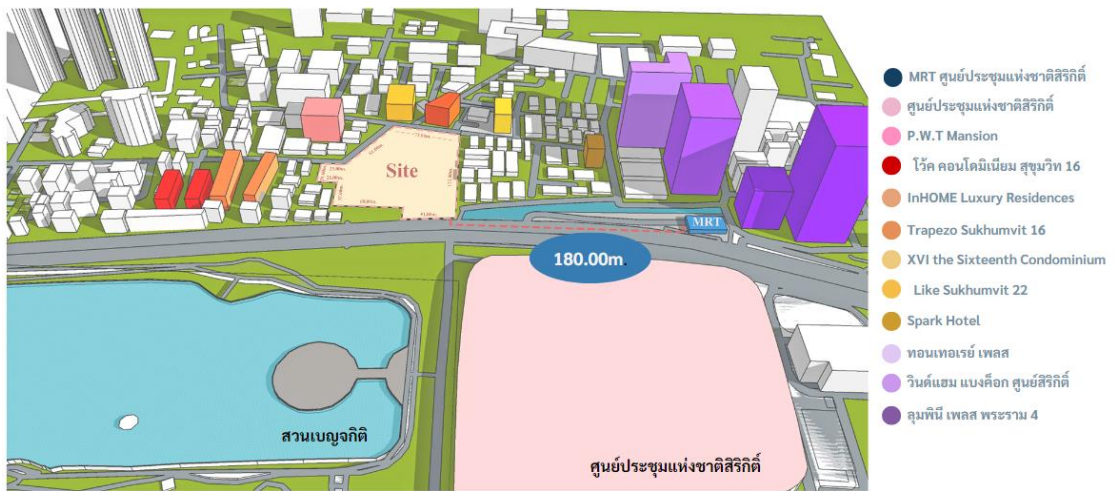 Site
MRT
180.00m.
สวนเบญจกิติ
ศูนย์ประชุมแห่งชาติสิริกิติ์
MRT ศูนย์ประชุมแห่งชาติสิริกิติ์
ศูนย์ประชุมแห่งชาติสิริกิติ์
P.W.T Mansion
โว้ค คอนโดมิเนียม สุขุมวิท 16
InHOME Luxury Residences
Trapezo Sukhumvit 16
XVI the Sixteenth Condominium
Like Sukhumvit 22
Spark Hotel
ทอนเทอเรย์ เพลส
วินด์แฮม แบงค็อก ศูนย์สิริกิติ์
ลุมพินี เพลส พระราม 4